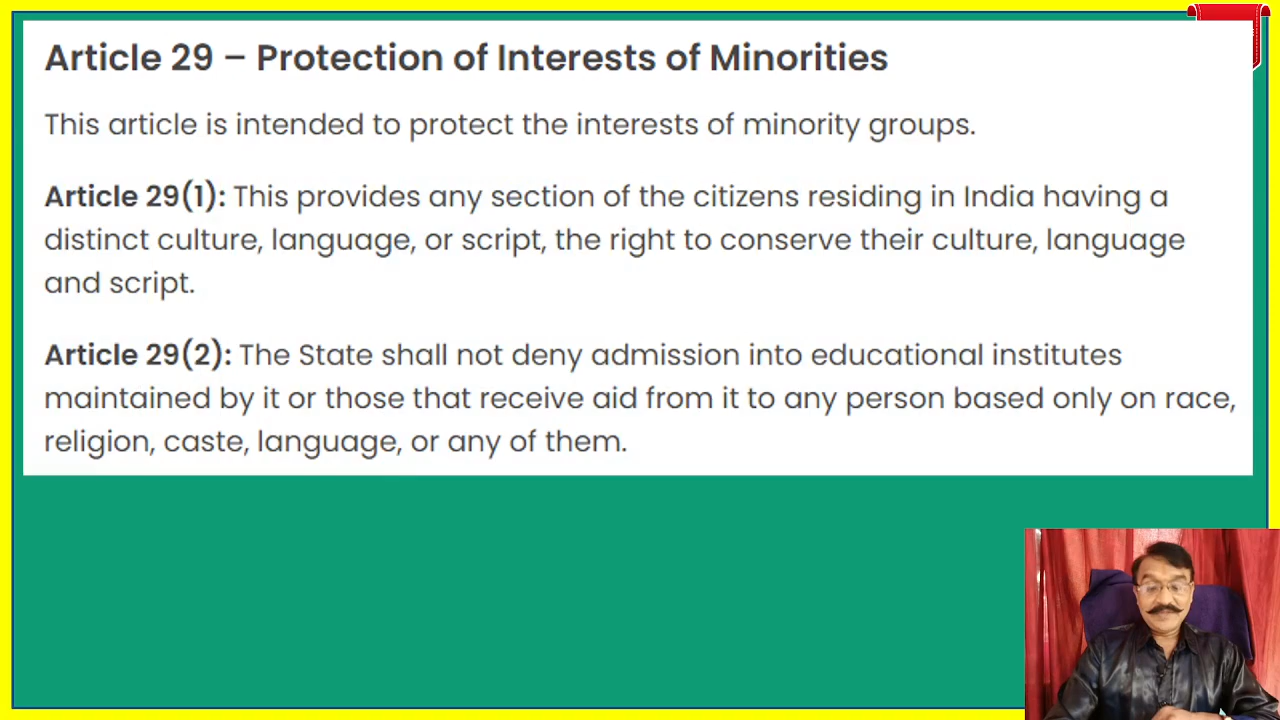 Article 29 – Protection of Interests of Minorities
This article is intended to protect the interests of minority groups.
Article 29(1): This provides any section of the citizens residing in India having a
distinct culture, language, or script, the right to conserve their culture, language
and script.
Article 29(2): The State shall not deny admission into educational institutes
maintained by it or those that receive aid from it to any person based only on race,
religion, caste, language, or any of them.